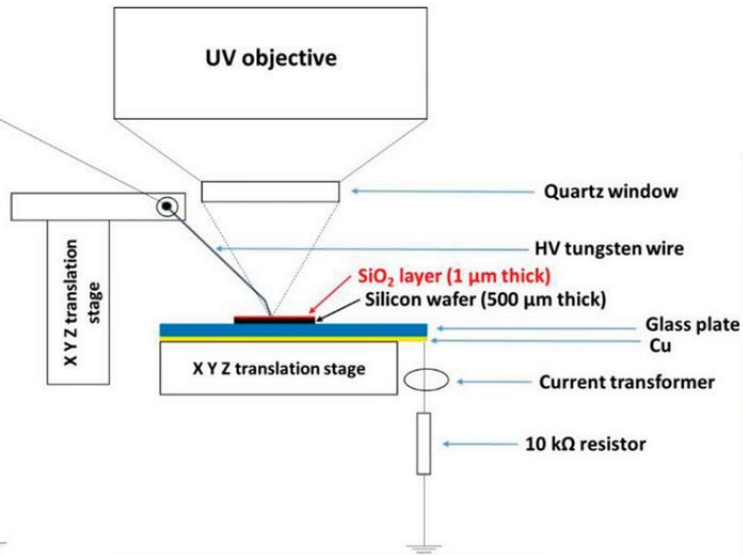 UV objective
Quartz window
HV tungsten wire
SiO₂ layer (1 µm thick)
Silicon wafer (500 µm thick)
Glass plate
Cu
X Y Z translation
stage
X Y Z translation stage
Current transformer
10 kΩ resistor